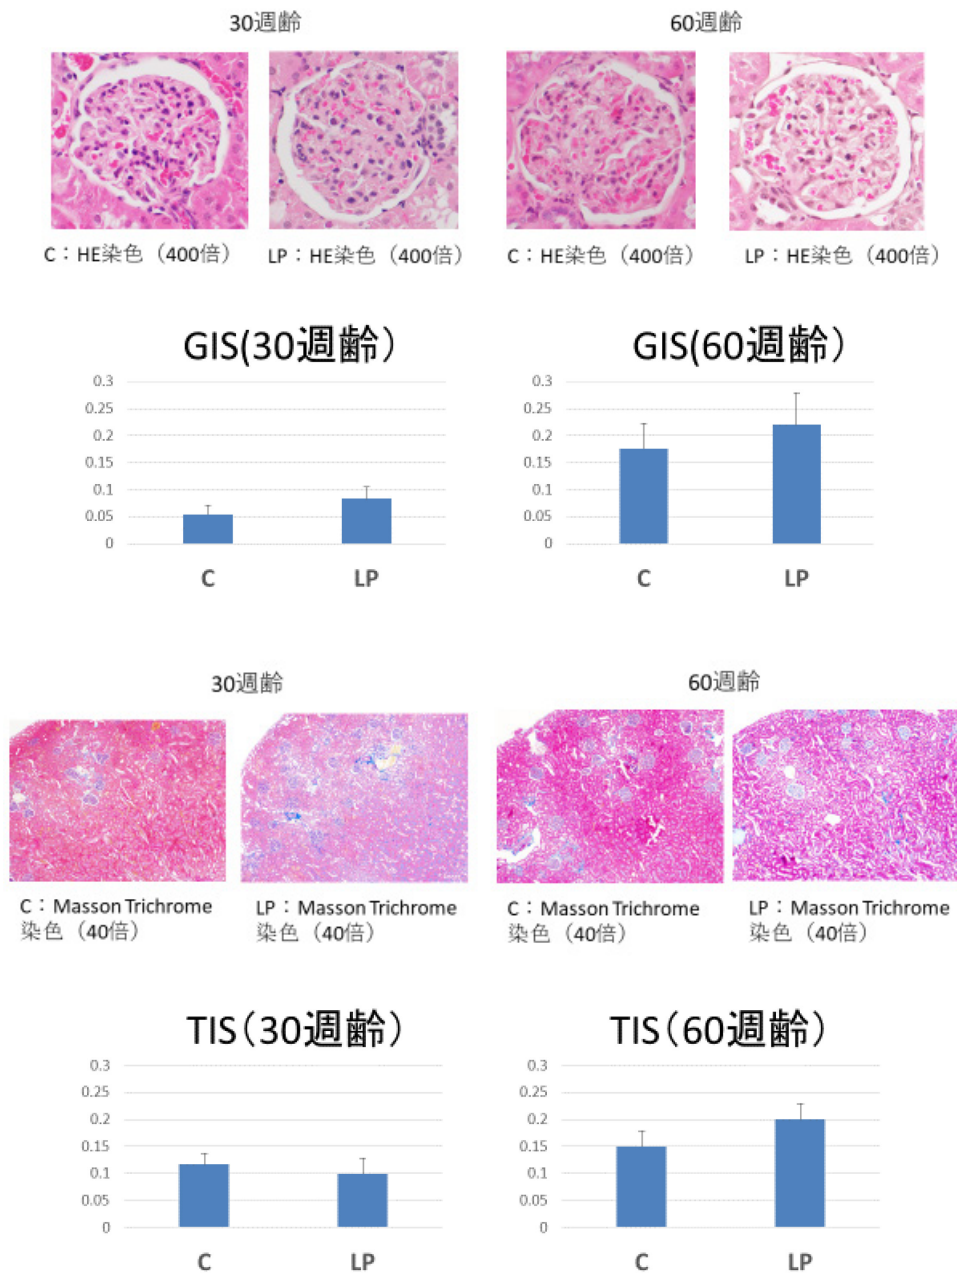 30週齢
60週齢
C：HE染色（400倍）
LP：HE染色（400倍）
C：HE染色（400倍）
LP：HE染色（400倍）
GIS(30週齢）
0.3
0.25
0.2
0.15
0.1
0.05
0
C
LP
GIS(60週齢）
0.3
0.25
0.2
0.15
0.1
0.05
0
C
LP
30週齢
60週齢
C：Masson Trichrome
染色（40倍）
LP：Masson Trichrome
染色（40倍）
C：Masson Trichrome
染色（40倍）
LP：Masson Trichrome
染色（40倍）
TIS（30週齢）
0.3
0.25
0.2
0.15
0.1
0.05
0
C
LP
TIS（60週齢）
0.3
0.25
0.2
0.15
0.1
0.05
0
C
LP